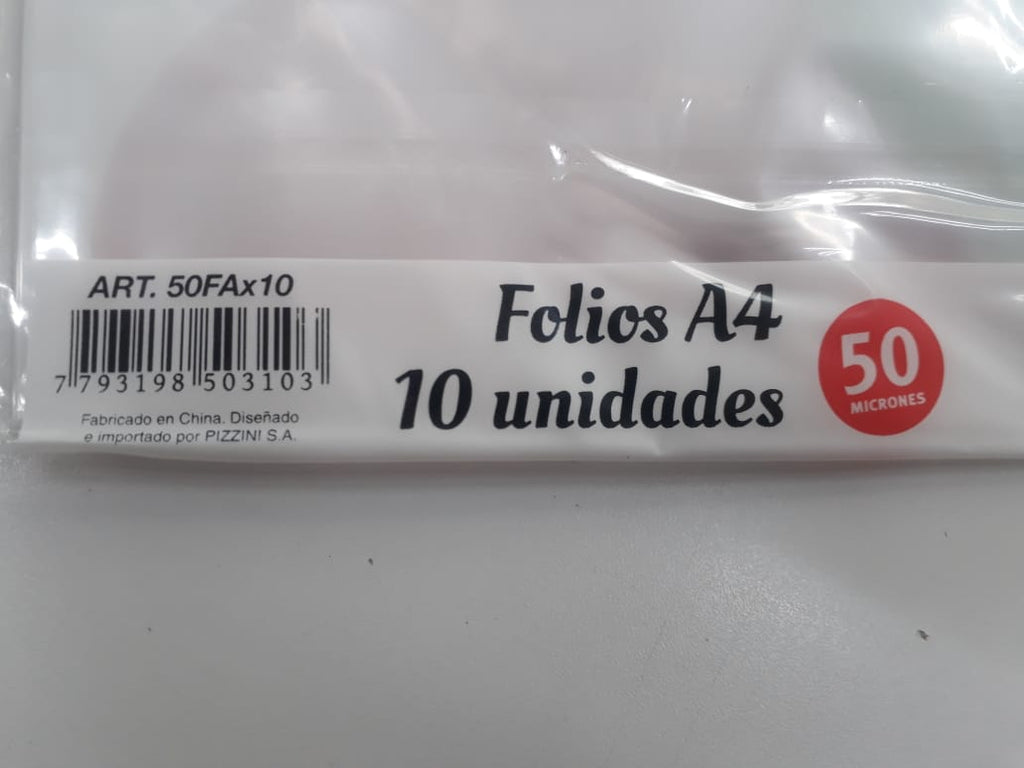 ART. 50FAx10
7 793198 503103
Fabricado en China. Diseñado
e importado por PIZZINI S.A.
Folios A4
10 unidades
50
MICRONES